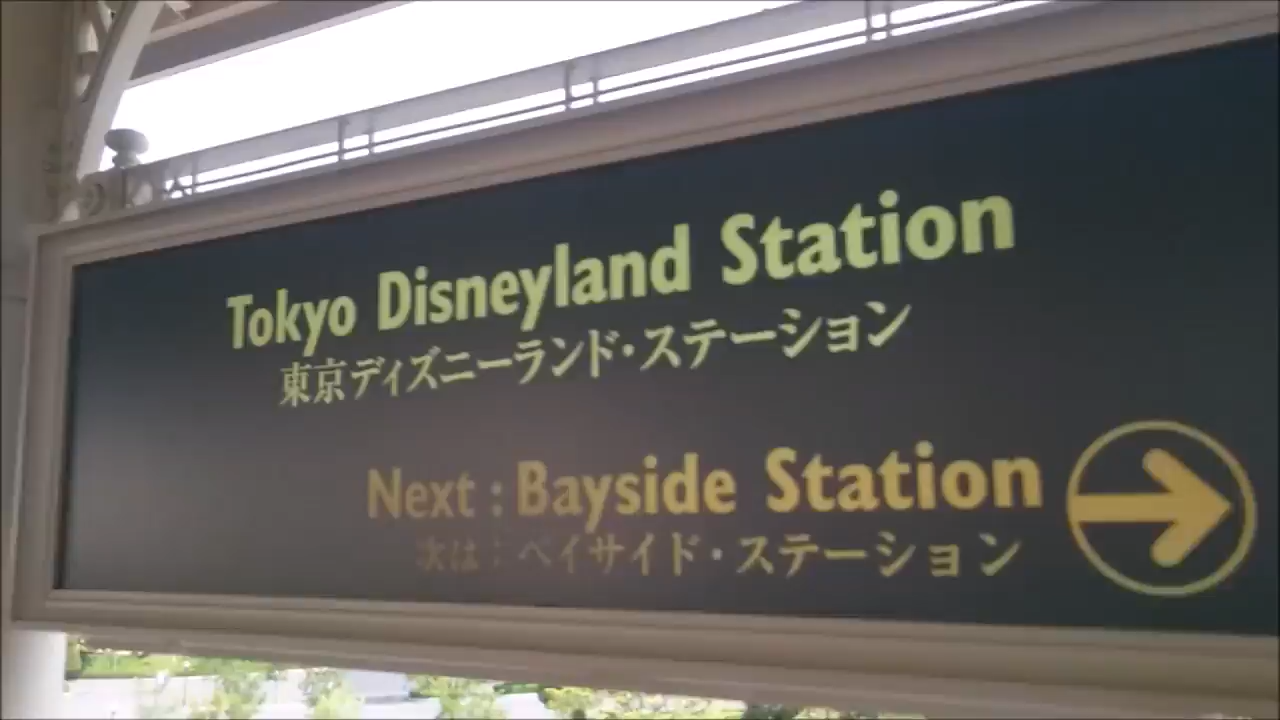 Tokyo Disneyland Station
東京ディズニーランド・ステーション
Next : Bayside Station
次は : ベイサイド・ステーション